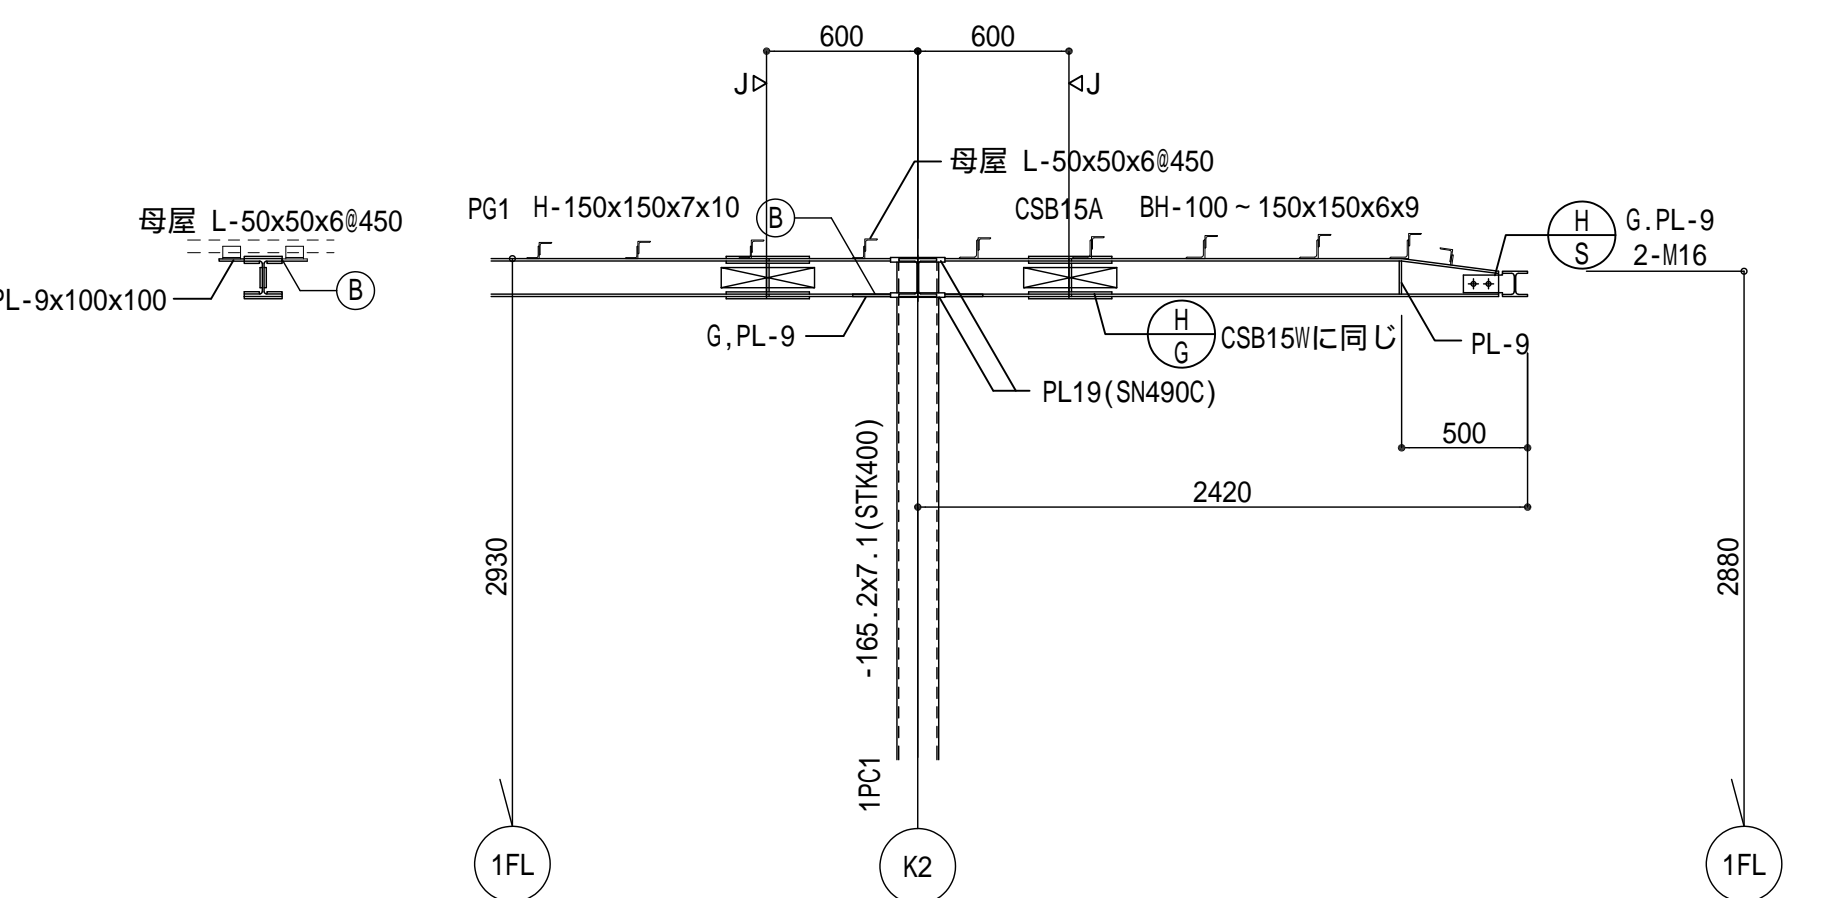 600
600
J
J
母屋 L-50x50x6@450
母屋 L-50x50x6@450
PG1 H-150x150x7x10
B
CSB15A BH-100～150x150x6x9
H
S
G.PL-9
2-M16
PL-9x100x100
B
G,PL-9
H
G
CSB15Wに同じ
PL-9
PL19(SN490C)
500
2420
2930
1PC1 -165.2x7.1(STK400)
2880
1FL
K2
1FL